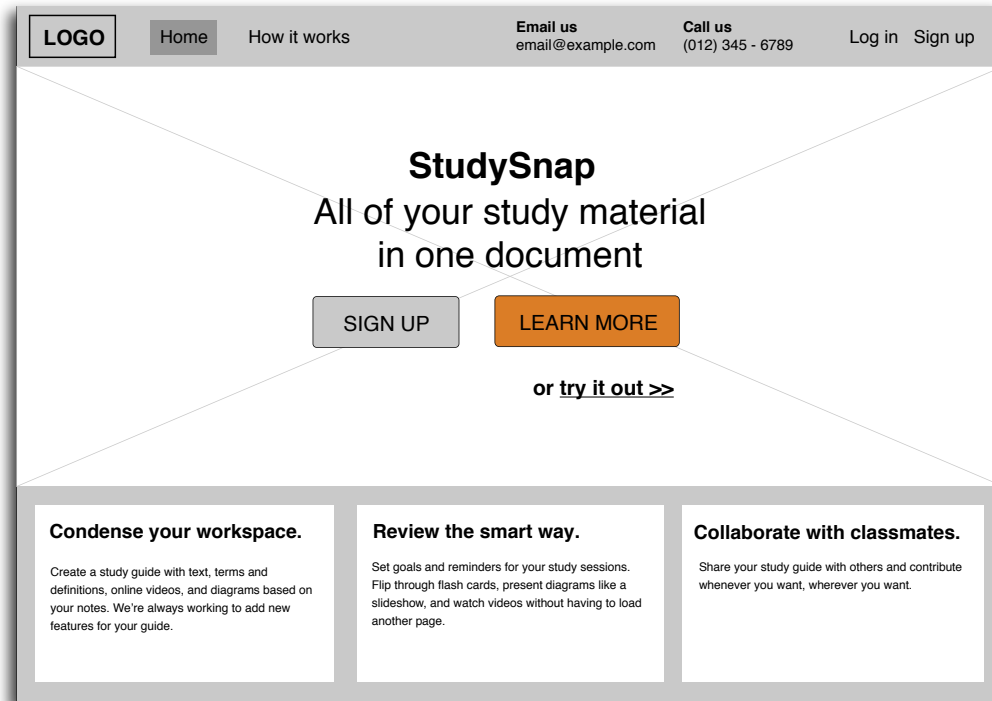 LOGO
Home
How it works
Email us
email@example.com
Call us
(012) 345 - 6789
Log in
Sign up
StudySnap
All of your study material
in one document
SIGN UP
LEARN MORE
or try it out >>
Condense your workspace.
Create a study guide with text, terms and
definitions, online videos, and diagrams based on
your notes. We're always working to add new
features for your guide.
Review the smart way.
Set goals and reminders for your study sessions.
Flip through flash cards, present diagrams like a
slideshow, and watch videos without having to load
another page.
Collaborate with classmates.
Share your study guide with others and contribute
whenever you want, wherever you want.